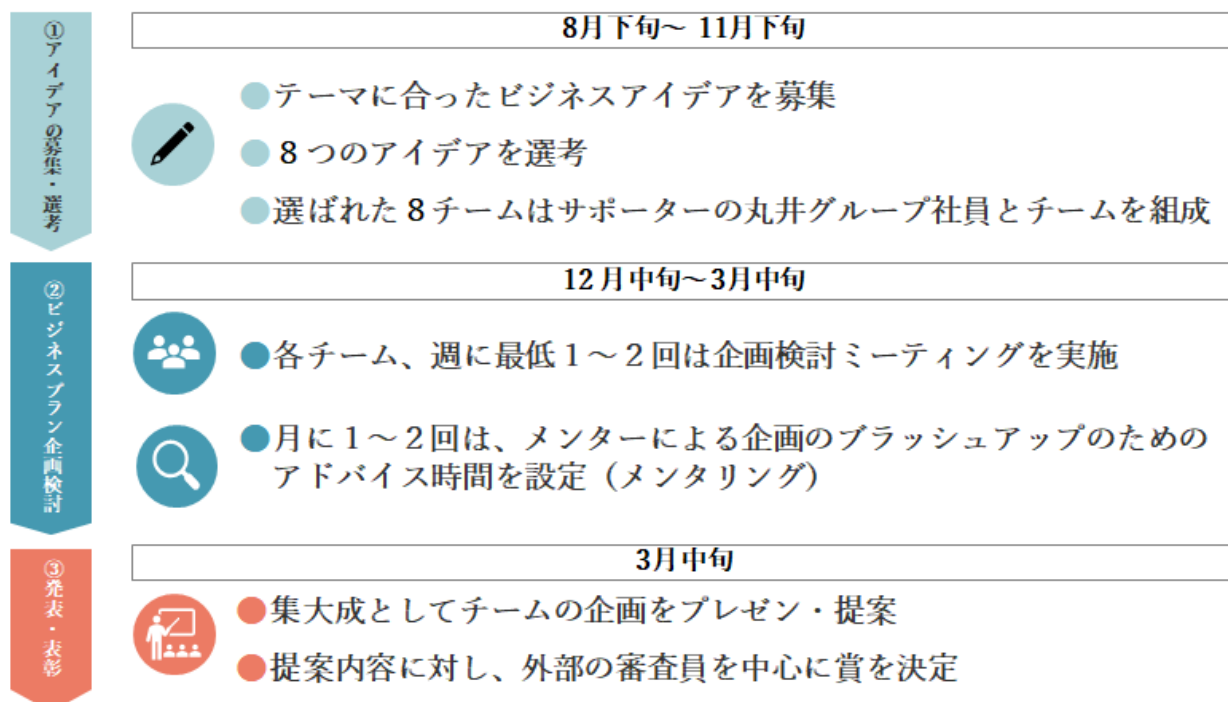 ①アイデアの募集・選考
8月下旬~ 11月下旬
●テーマに合ったビジネスアイデアを募集
●8つのアイデアを選考
●選ばれた8チームはサポーターの丸井グループ社員とチームを組成
②ビジネスプラン企画検討
12月中旬~3月中旬
●各チーム、週に最低1~2回は企画検討ミーティングを実施
●月に1~2回は、メンターによる企画のブラッシュアップのための
アドバイス時間を設定(メンタリング)
③発表・表彰
3月中旬
●集大成としてチームの企画をプレゼン・提案
●提案内容に対し、外部の審査員を中心に賞を決定